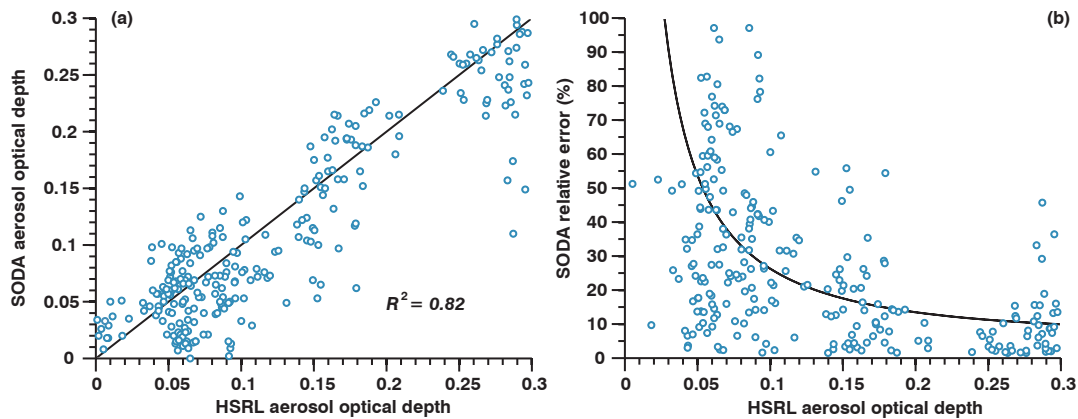 (a)
SODA aerosol optical depth
0.3
0.25
0.2
0.15
0.1
0.05
0
R² = 0.82
0 0.05 0.1 0.15 0.2 0.25 0.3
HSRL aerosol optical depth
(b)
SODA relative error (%)
100
90
80
70
60
50
40
30
20
10
0
0 0.05 0.1 0.15 0.2 0.25 0.3
HSRL aerosol optical depth